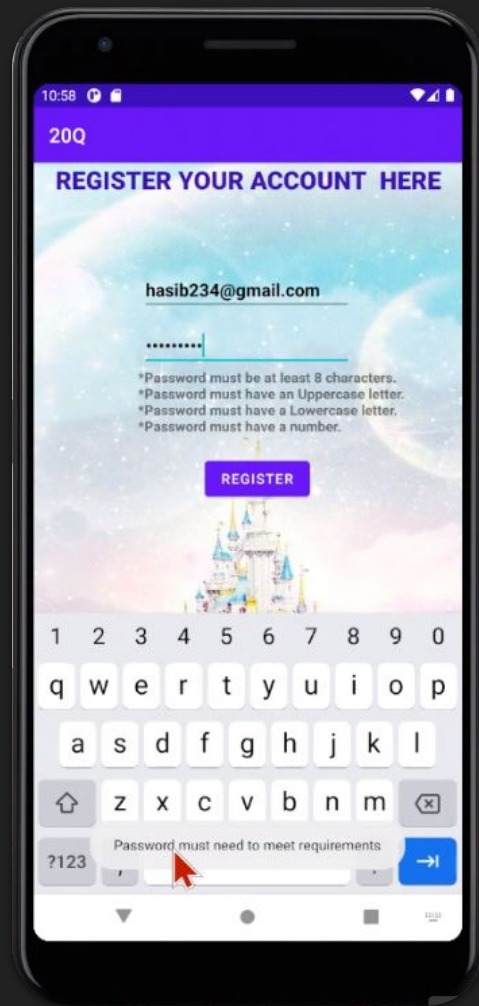 10:58
20Q
REGISTER YOUR ACCOUNT HERE
hasib234@gmail.com
•••••••••
*Password must be at least 8 characters.
*Password must have an Uppercase letter.
*Password must have a Lowercase letter.
*Password must have a number.
REGISTER
1 2 3 4 5 6 7 8 9 0
q w e r t y u i o p
a s d f g h j k l
z x c v b n m
Password must need to meet requirements
?123 , .